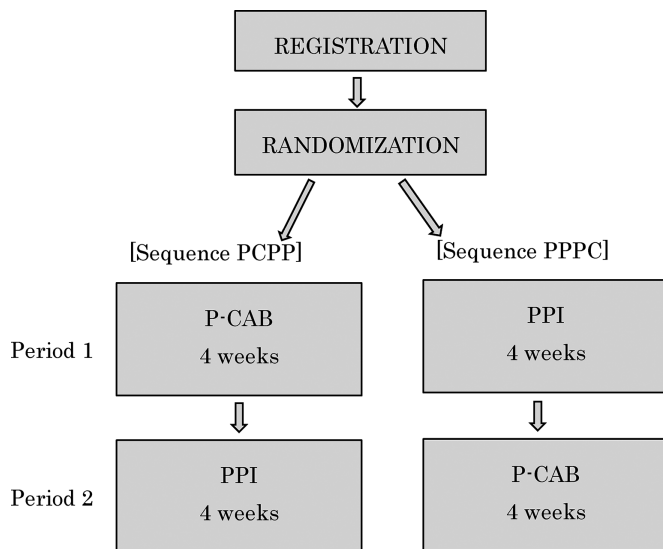 REGISTRATION
RANDOMIZATION
[Sequence PCPP]
[Sequence PPPC]
Period 1
P-CAB
4 weeks
PPI
4 weeks
Period 2
PPI
4 weeks
P-CAB
4 weeks